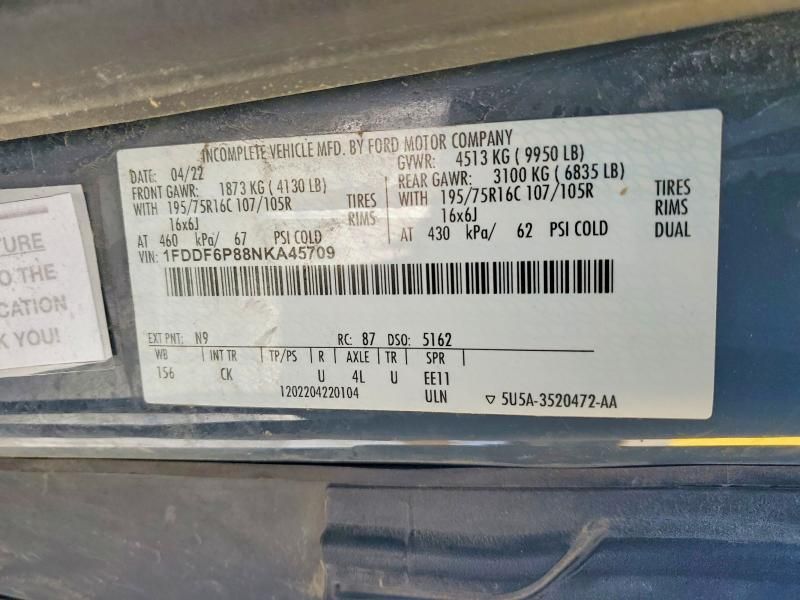 INCOMPLETE VEHICLE MFD. BY FORD MOTOR COMPANY
DATE: 04/22 GVWR: 4513 KG ( 9950 LB)
FRONT GAWR: 1873 KG ( 4130 LB) REAR GAWR: 3100 KG ( 6835 LB)
WITH 195/75R16C 107/105R TIRES WITH 195/75R16C 107/105R TIRES
16x6J RIMS 16x6J RIMS
AT 460 kPa/ 67 PSI COLD AT 430 kPa/ 62 PSI COLD DUAL
VIN: 1FDDF6P88NKA45709
EXT PNT: N9 RC: 87 DSO: 5162
WB INT TR TP/PS R AXLE TR SPR
156 CK U 4L U EE11
1202204220104 ULN ▽ 5U5A-3520472-AA
TURE
O THE
CATION
K YOU!